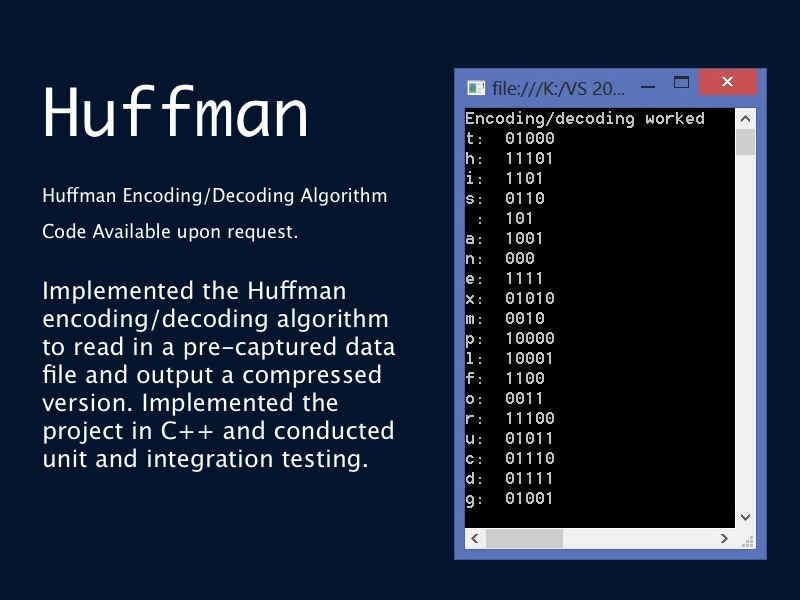 Huffman
Huffman Encoding/Decoding Algorithm
Code Available upon request.
Implemented the Huffman
encoding/decoding algorithm
to read in a pre-captured data
file and output a compressed
version. Implemented the
project in C++ and conducted
unit and integration testing.
file:///K:/VS 20...
Encoding/decoding worked
t: 01000
h: 11101
i: 1101
s: 0110
: 101
a: 1001
n: 000
e: 1111
x: 01010
m: 0010
p: 10000
l: 10001
f: 1100
o: 0011
r: 11100
u: 01011
c: 01110
d: 01111
g: 01001